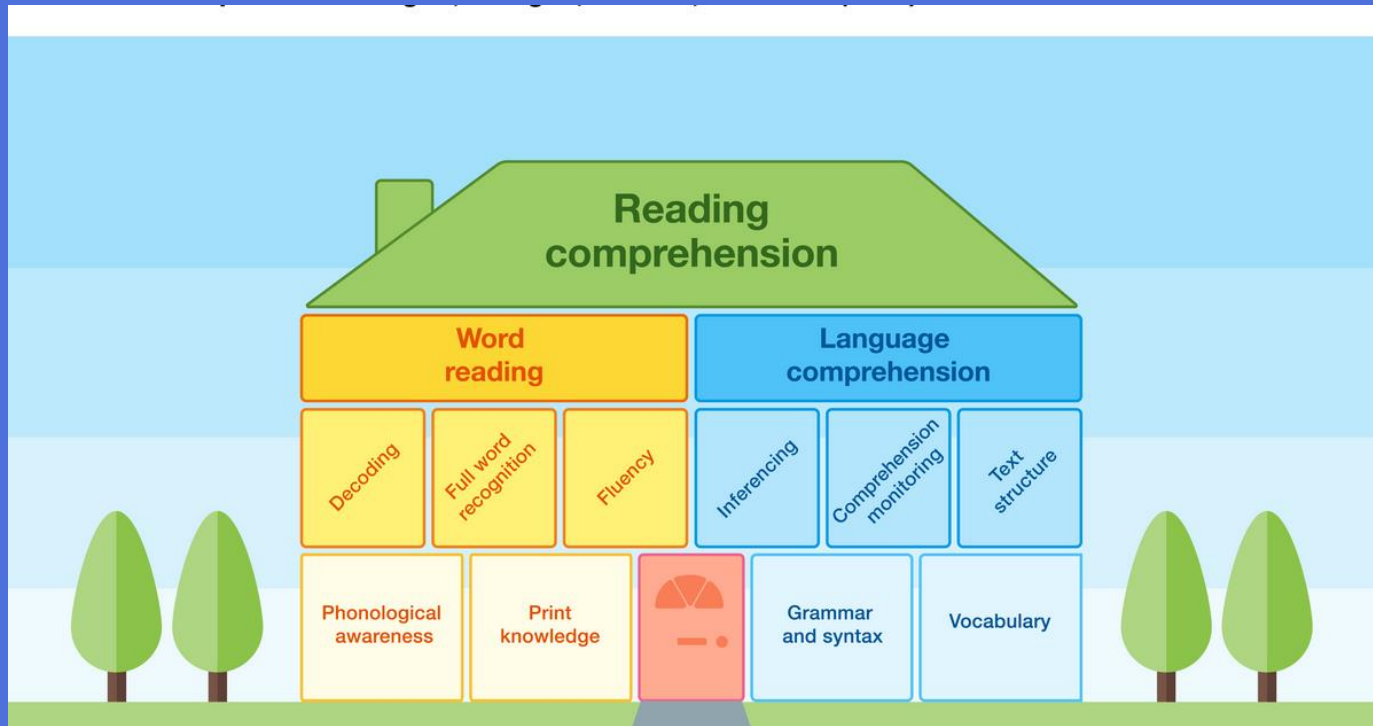 Reading
comprehension
Word
reading
Language
comprehension
Decoding
Full word
recognition
Fluency
Inferencing
Comprehension
monitoring
Text
structure
Phonological
awareness
Print
knowledge
Grammar
and syntax
Vocabulary